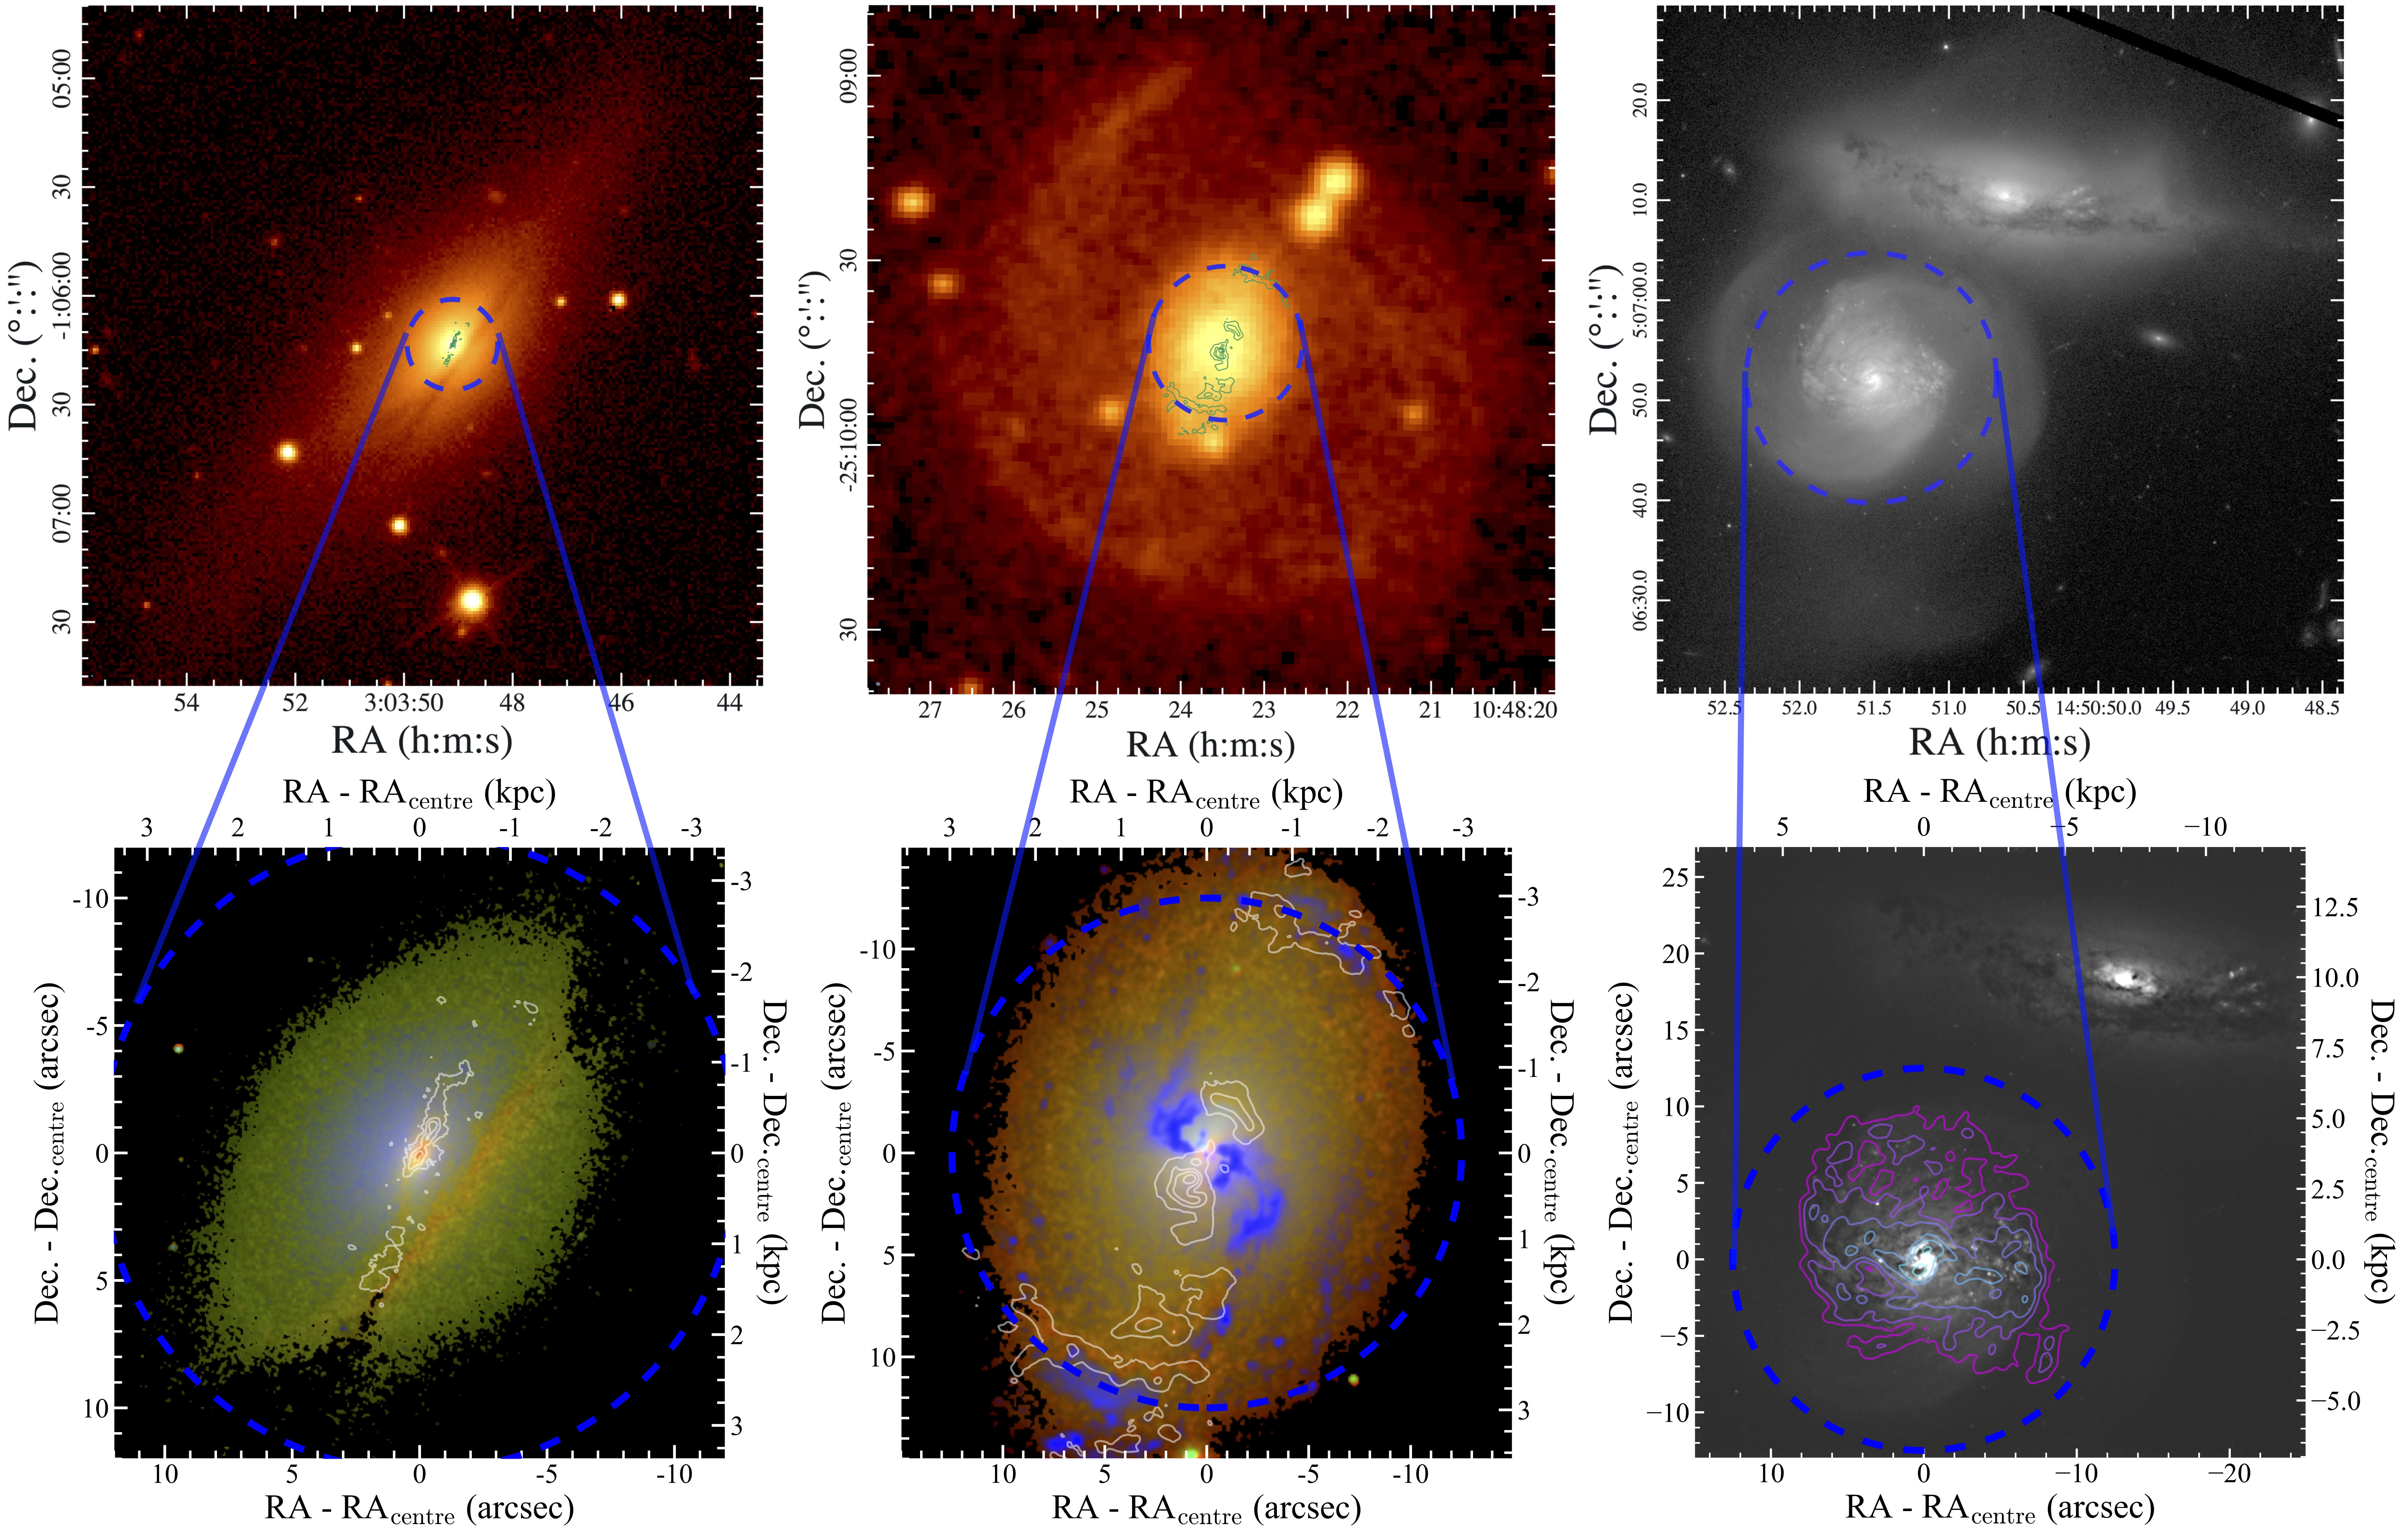 Dec. (°:':")
05:00
30
-1:06:00
30
07:00
30
54 52 3:03:50 48 46 44
RA (h:m:s)
Dec. (°:':")
09:00
30
-25:10:00
30
27 26 25 24 23 22 21 10:48:20
RA (h:m:s)
Dec. (°:':")
20.0
10.0
5:07:00.0
50.0
40.0
06:30.0
52.5 52.0 51.5 51.0 50.5 14:50:50.0 49.5 49.0 48.5
RA (h:m:s)
RA - RAcentre (kpc)
3 2 1 0 -1 -2 -3
Dec. - Dec.centre (arcsec)
-10
-5
0
5
10
-3
-2
-1
0
1
2
3
Dec. - Dec.centre (kpc)
10 5 0 -5 -10
RA - RAcentre (arcsec)
RA - RAcentre (kpc)
3 2 1 0 -1 -2 -3
Dec. - Dec.centre (arcsec)
-10
-5
0
5
10
-3
-2
-1
0
1
2
3
Dec. - Dec.centre (kpc)
10 5 0 -5 -10
RA - RAcentre (arcsec)
RA - RAcentre (kpc)
5 0 −5 −10
Dec. - Dec.centre (arcsec)
25
20
15
10
5
0
−5
−10
12.5
10.0
7.5
5.0
2.5
0.0
−2.5
−5.0
Dec. - Dec.centre (kpc)
10 0 −10 −20
RA - RAcentre (arcsec)